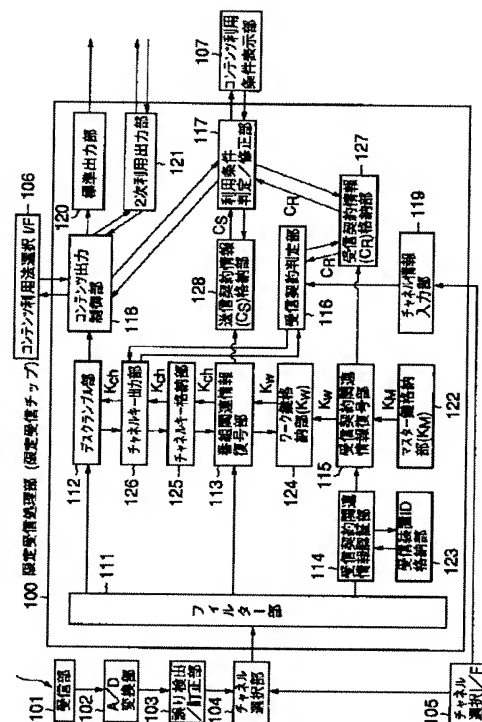 100 限定受信処理部 (限定受信チップ)
コンテンツ利用法選択 I/F
106
101
受信部
102
A/D
変換部
103
誤り検出
/訂正部
104
チャネル
選択部
105
チャネル
選択I/F
111
フィルター部
112
デスクランブル部
Kch
126
チャネルキー出力部
Kch
125
チャネルキー格納部
Kch
113
番組関連情報
復号部
Kw
124
ワーク鍵格
納部(Kw)
Kw
115
受信契約関連
情報復号部
KM
122
マスター鍵格納
部(KM)
114
受信契約関連
情報認証部
123
受信装置ID
格納部
118
コンテンツ出力
制御部
120
標準出力部
121
2次利用出力部
117
利用条件
判定/修正部
107
コンテンツ利用
条件表示部
CS
128
送信契約情報
(CS)格納部
116
受信契約判定部
CR
CR
127
受信契約情報
(CR)格納部
119
チャネル情報
入力部